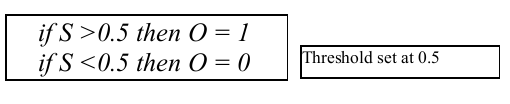 if S >0.5 then O = 1
if S <0.5 then O = 0
Threshold set at 0.5